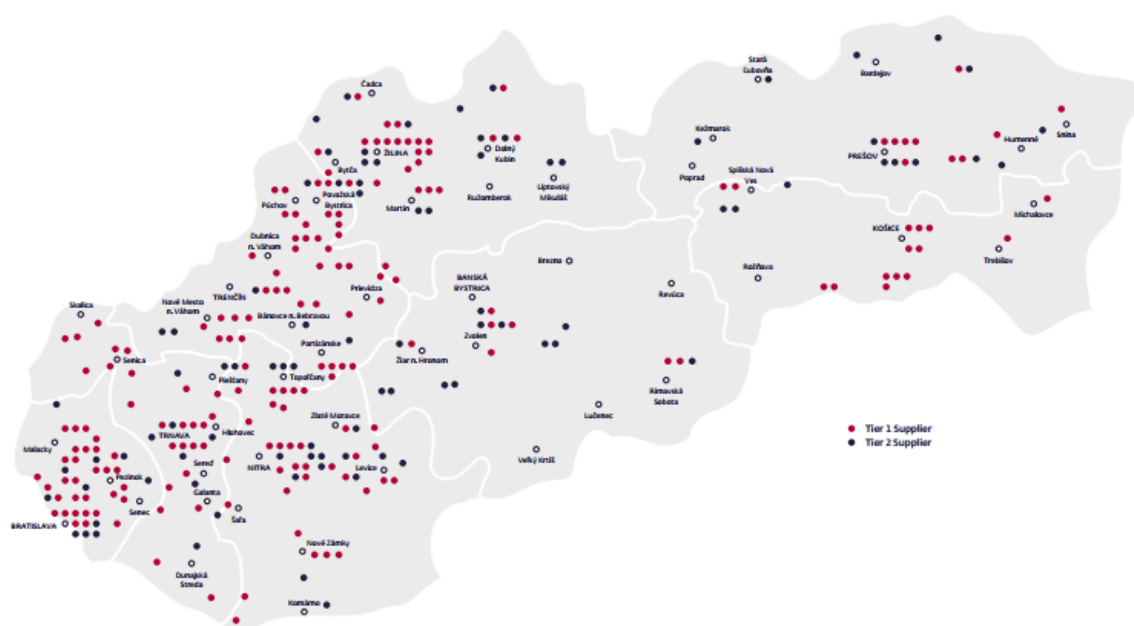 Čadca
ŽILINA
Bytča
Dolný
Kubín
Liptovský
Mikuláš
Ružomberok
Martin
Považská
Bystrica
Púchov
Dubnica
n. Váhom
TRENČÍN
Prievidza
Bánovce n. Bebravou
Nové Mesto
n. Váhom
Skalica
Senica
Partizánske
Topoľčany
Piešťany
Žiar n. Hronom
BANSKÁ
BYSTRICA
Zvolen
Brezno
Revúca
Rimavská
Sobota
Lučenec
Veľký Krtíš
Stará
Ľubovňa
Bardejov
Kežmarok
Poprad
Spišská Nová
Ves
PREŠOV
Humenné
Snina
Michalovce
Trebišov
KOŠICE
Rožňava
Zlaté Moravce
Hlohovec
TRNAVA
NITRA
Levice
Sereď
Galanta
Šaľa
Malacky
Pezinok
Senec
BRATISLAVA
Nové Zámky
Dunajská
Streda
Komárno
Tier 1 Supplier
Tier 2 Supplier